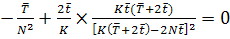 −T̅/N² + 2t̅/K × Kt̅(T̅+2t̅)/[K(T̅+2t̅)−2Nt̅]² = 0